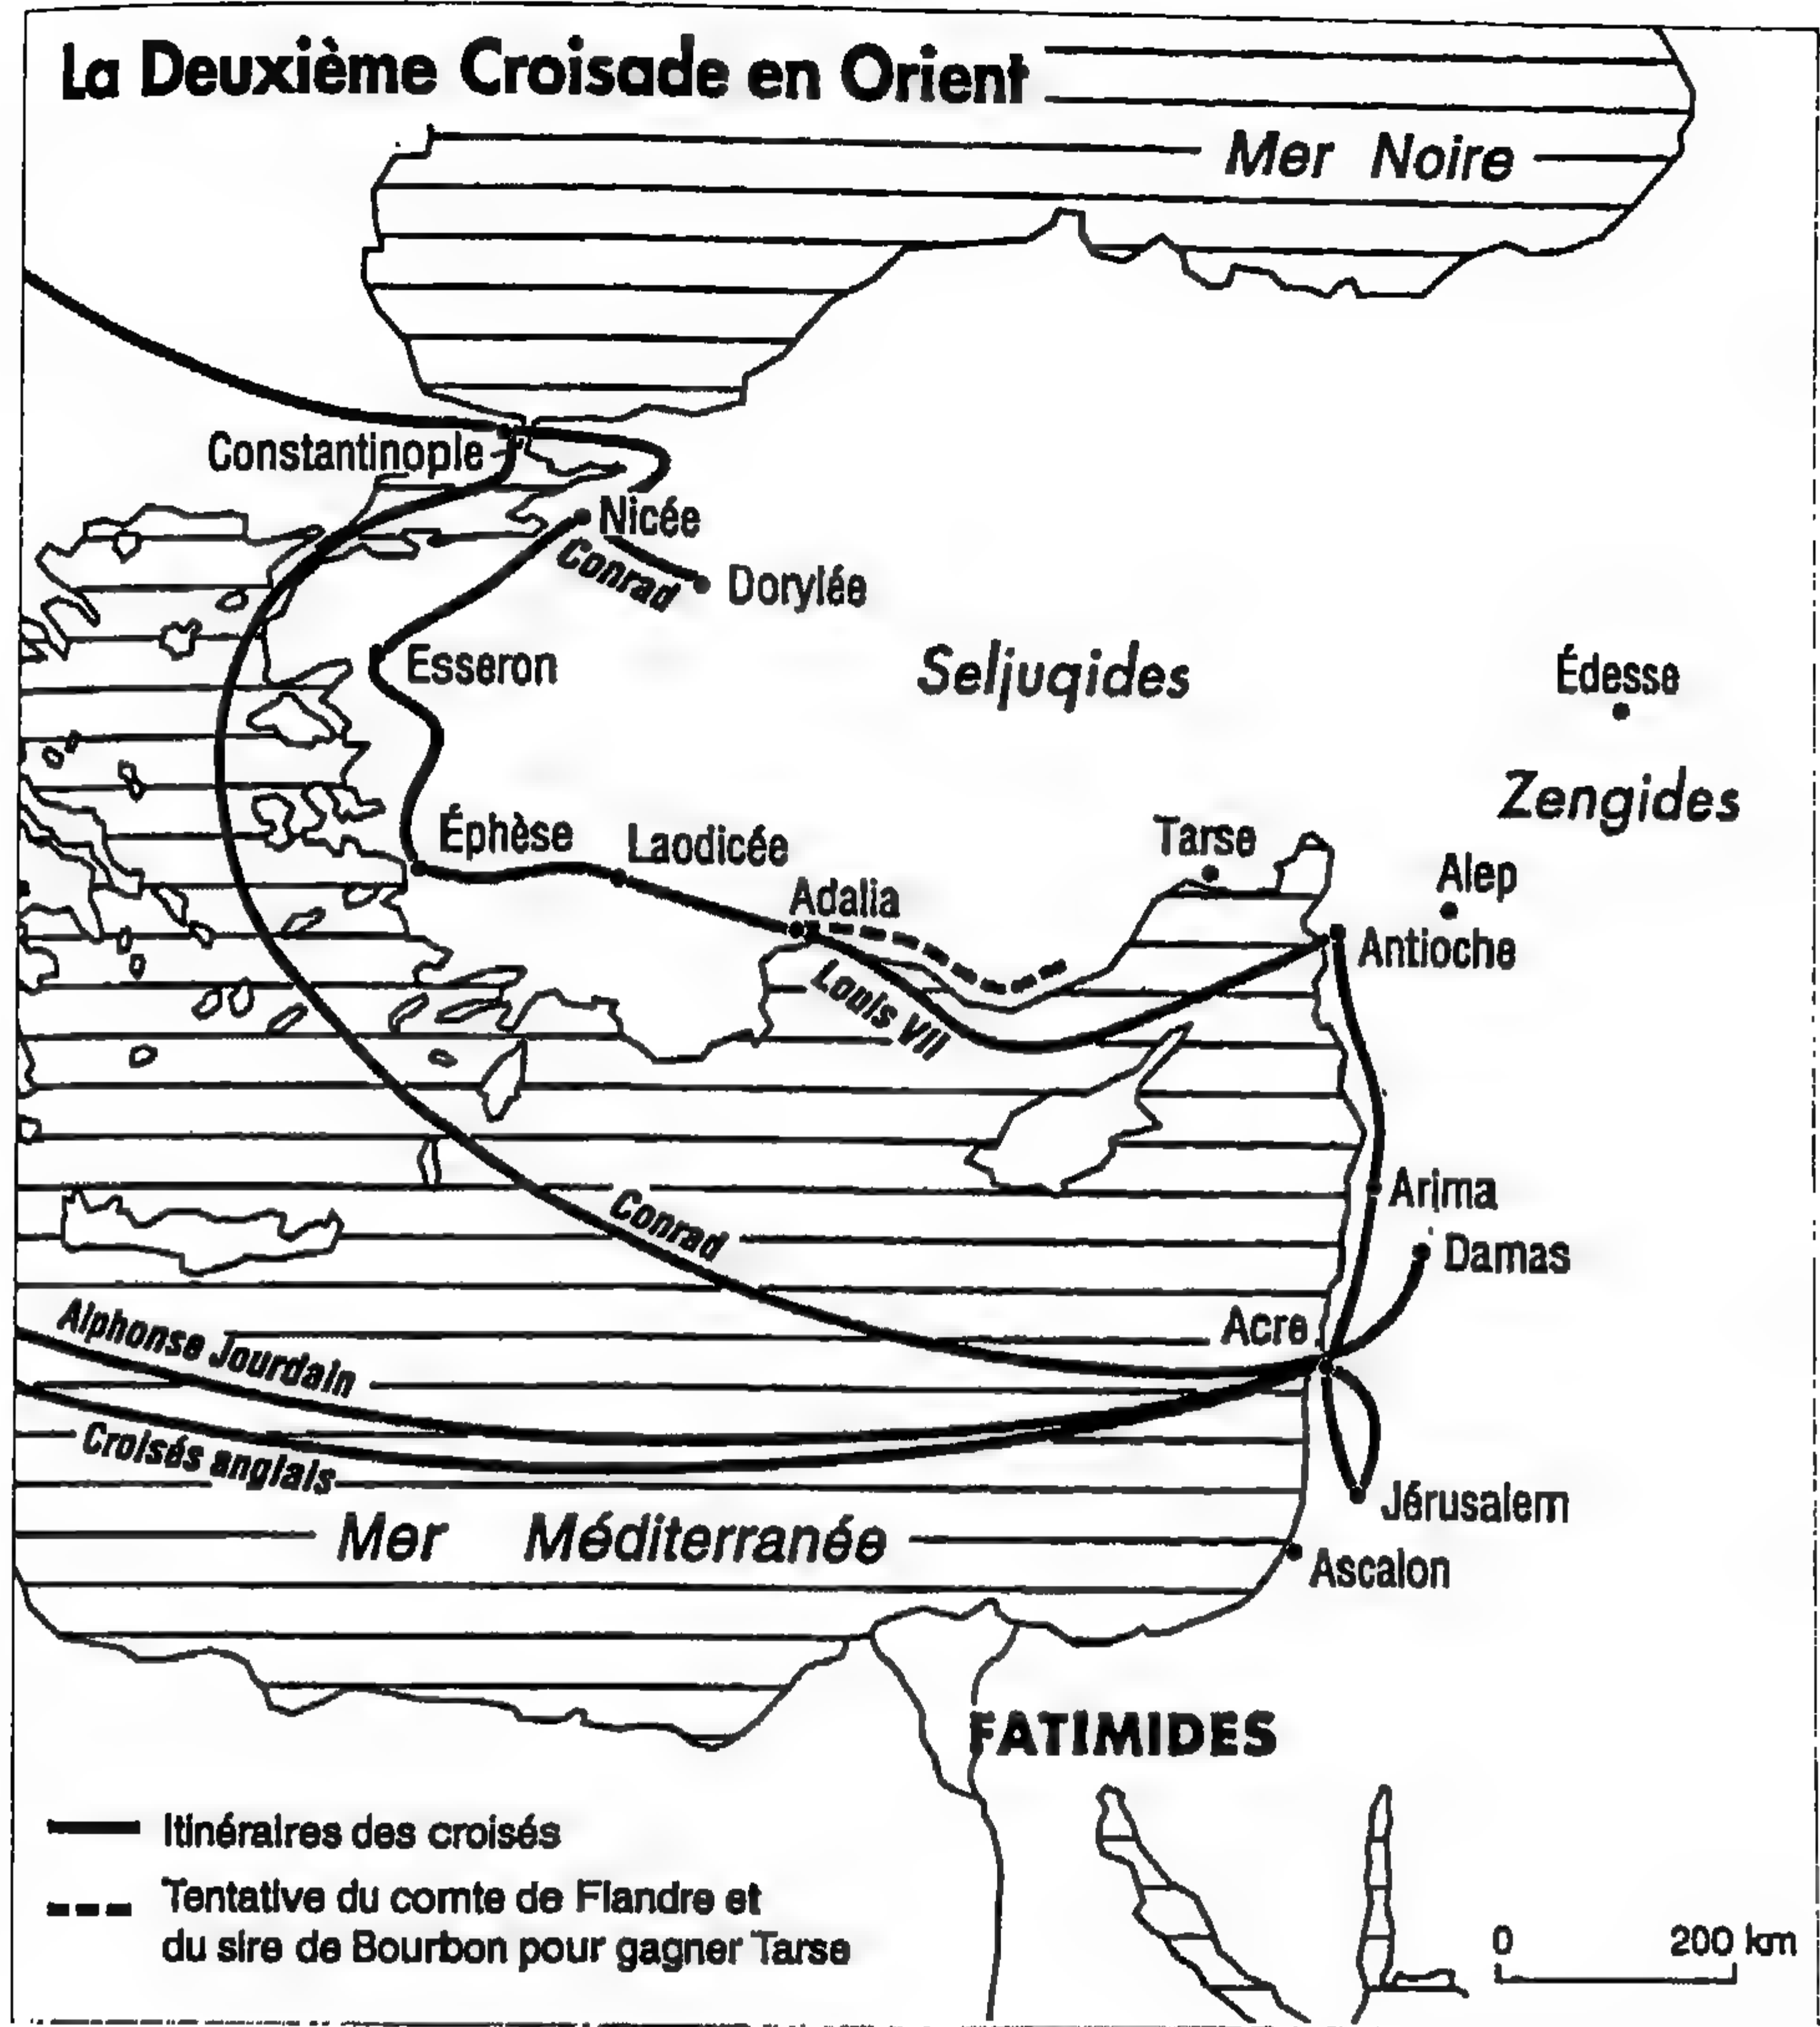 La Deuxième Croisade en Orient
Mer Noire
Constantinople
Nicée
Conrad
Dorylée
Esseron
Seljuqides
Édesse
Zengides
Éphèse
Laodicée
Tarse
Alep
Adalia
Antioche
Louis VII
Arima
Conrad
Damas
Acre
Alphonse Jourdain
Croisés anglais
Jérusalem
Mer Méditerranée
Ascalon
FATIMIDES
Itinéraires des croisés
Tentative du comte de Flandre et
du sire de Bourbon pour gagner Tarse
0 200 km